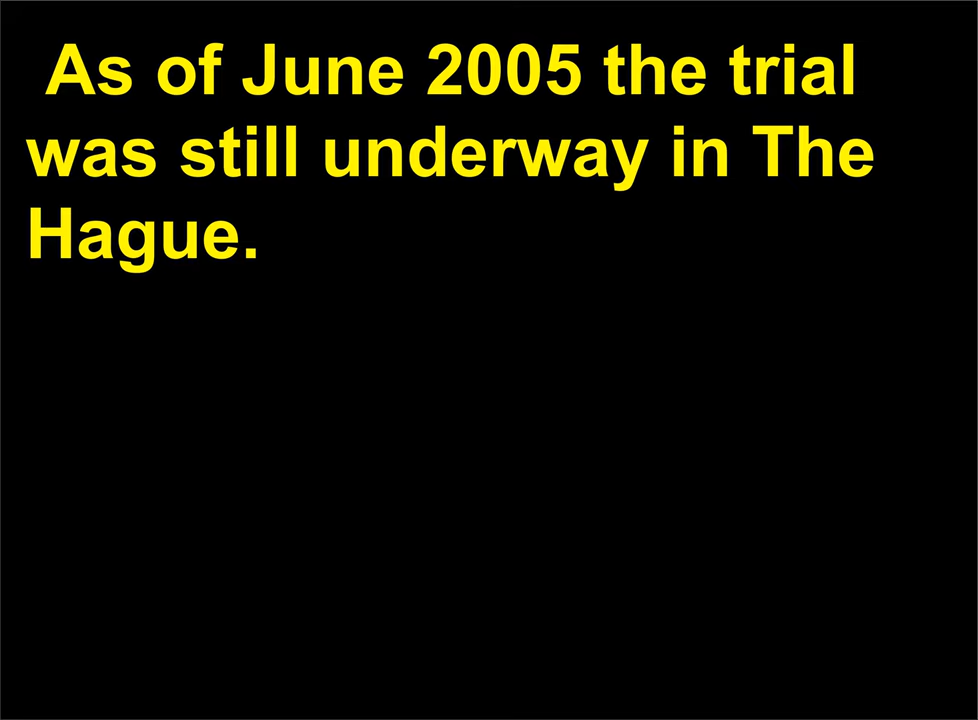 As of June 2005 the trial
was still underway in The
Hague.